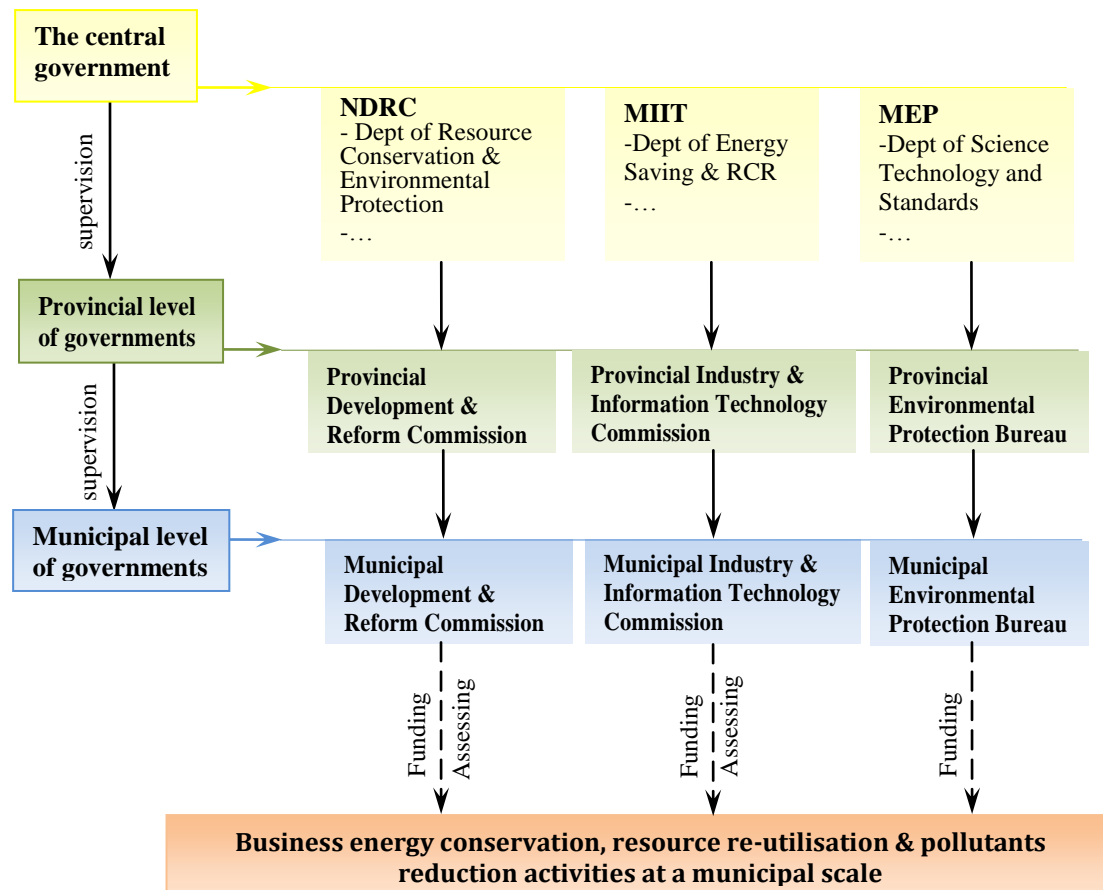 The central
government
NDRC
- Dept of Resource
Conservation &
Environmental
Protection
-…
MIIT
-Dept of Energy
Saving & RCR
-…
MEP
-Dept of Science
Technology and
Standards
-…
supervision
Provincial level
of governments
Provincial
Development &
Reform Commission
Provincial Industry &
Information Technology
Commission
Provincial
Environmental
Protection Bureau
supervision
Municipal level
of governments
Municipal
Development &
Reform Commission
Municipal Industry &
Information Technology
Commission
Municipal
Environmental
Protection Bureau
Funding
Assessing
Funding
Assessing
Funding
Business energy conservation, resource re-utilisation & pollutants
reduction activities at a municipal scale